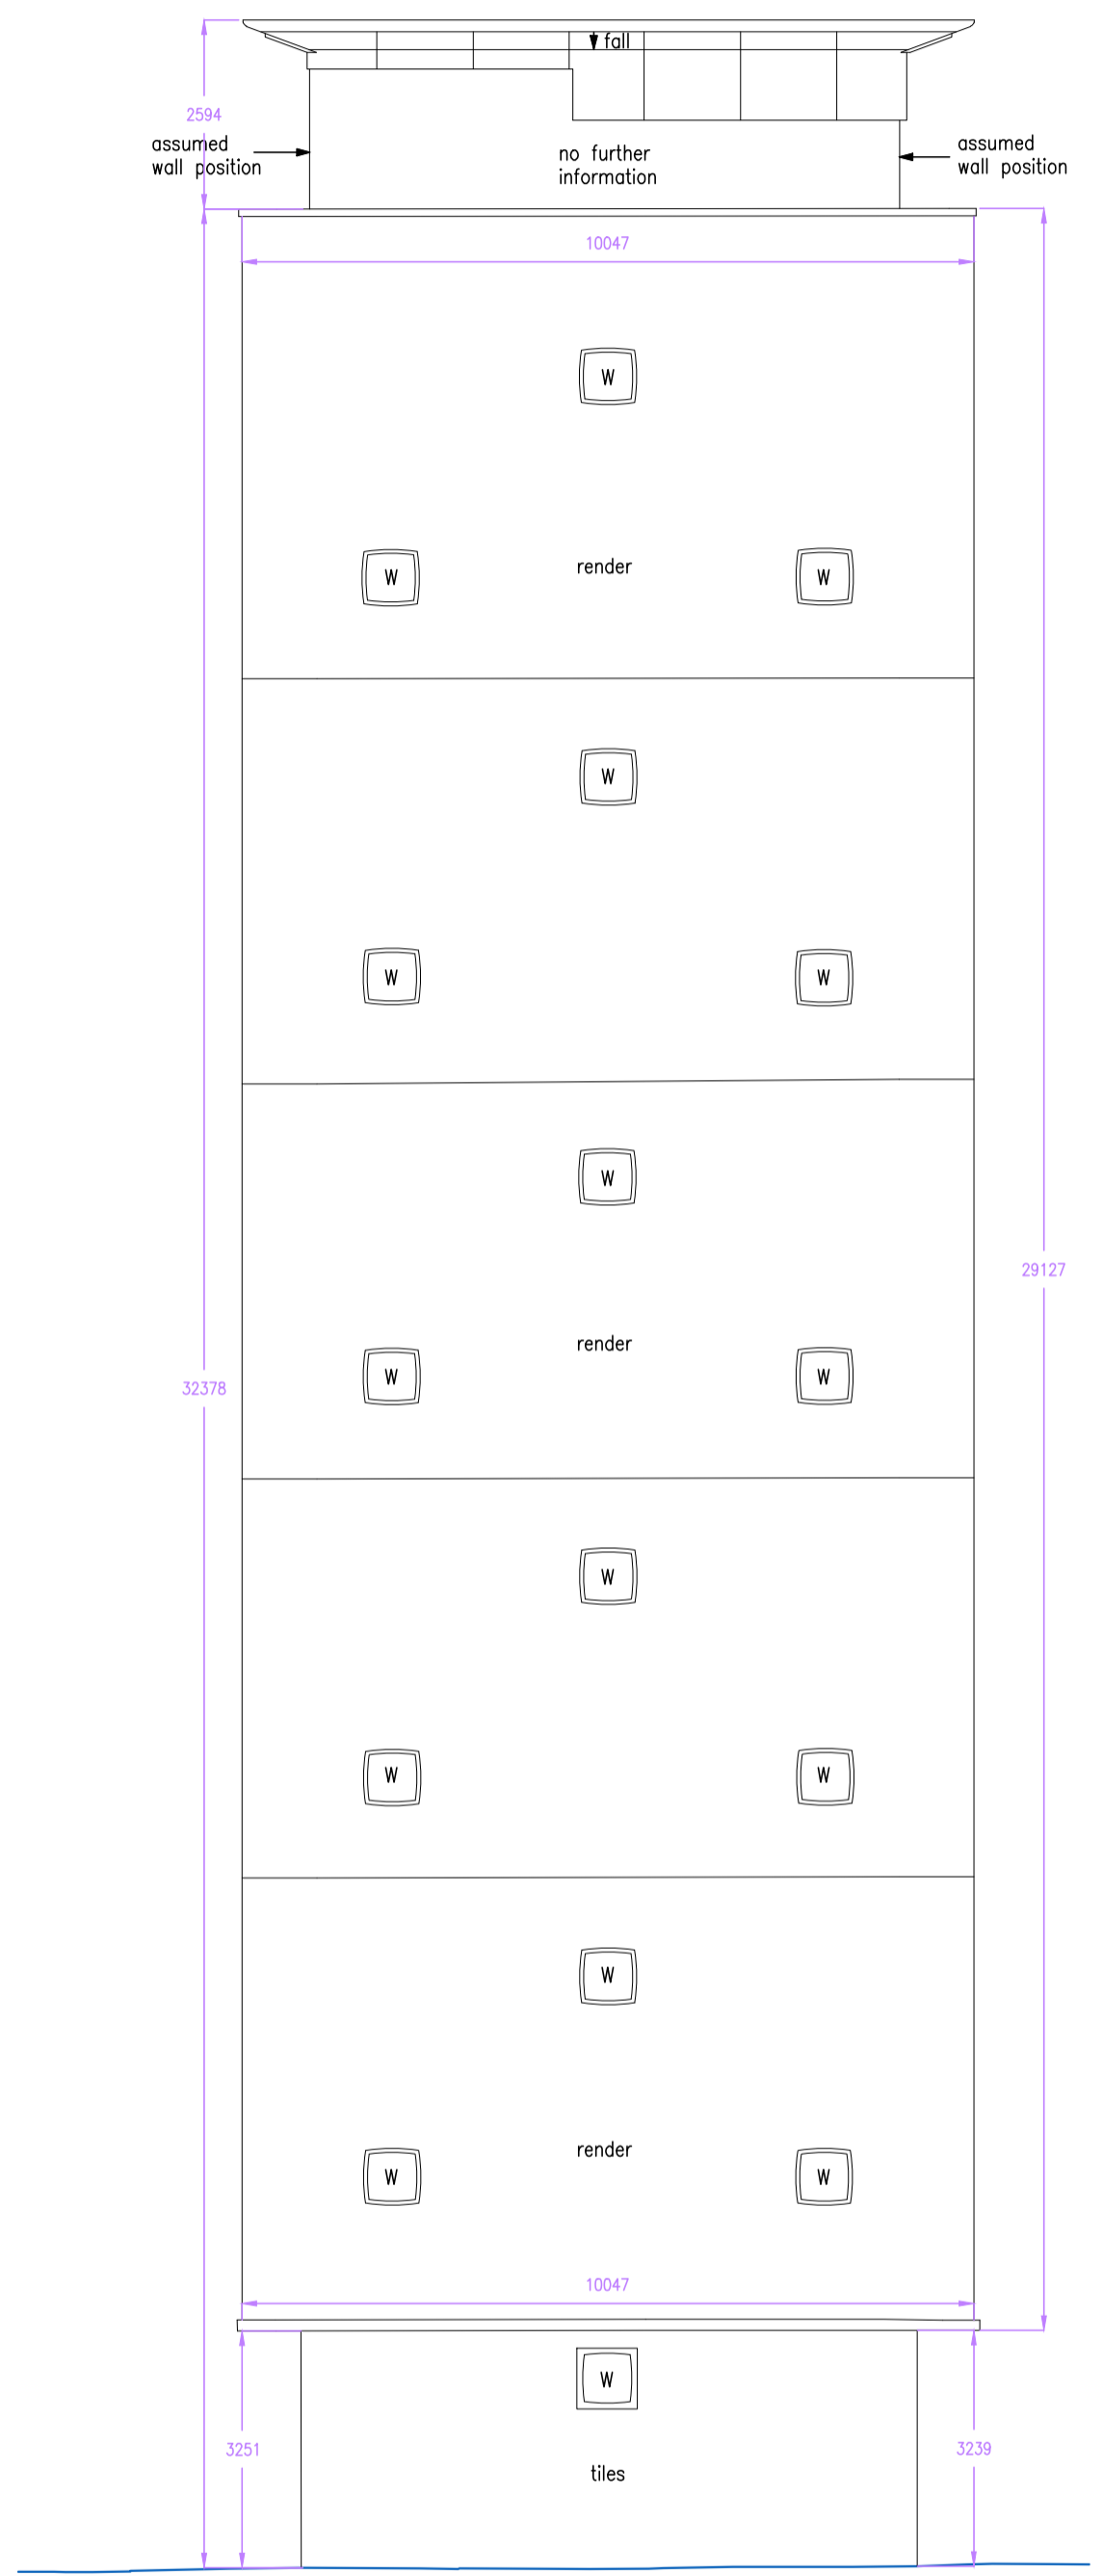 fall
2594
assumed
wall position
no further
information
assumed
wall position
10047
W
render
W
W
W
W
W
W
29127
render
32378
W
W
W
W
W
W
render
W
W
10047
W
3251
3239
tiles